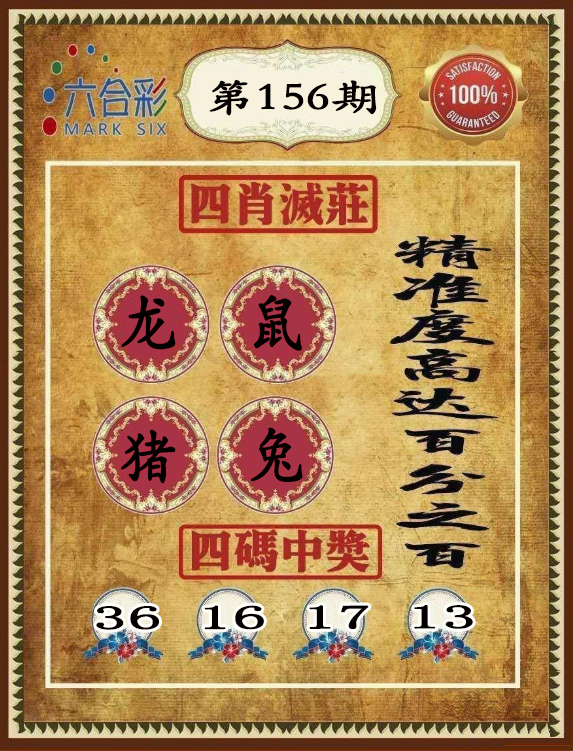 六合彩
MARK SIX
第156期
SATISFACTION
100%
GUARANTEED
四肖滅莊
龙
鼠
猪
兔
精准度高达百分之百
四碼中獎
36 16 17 13